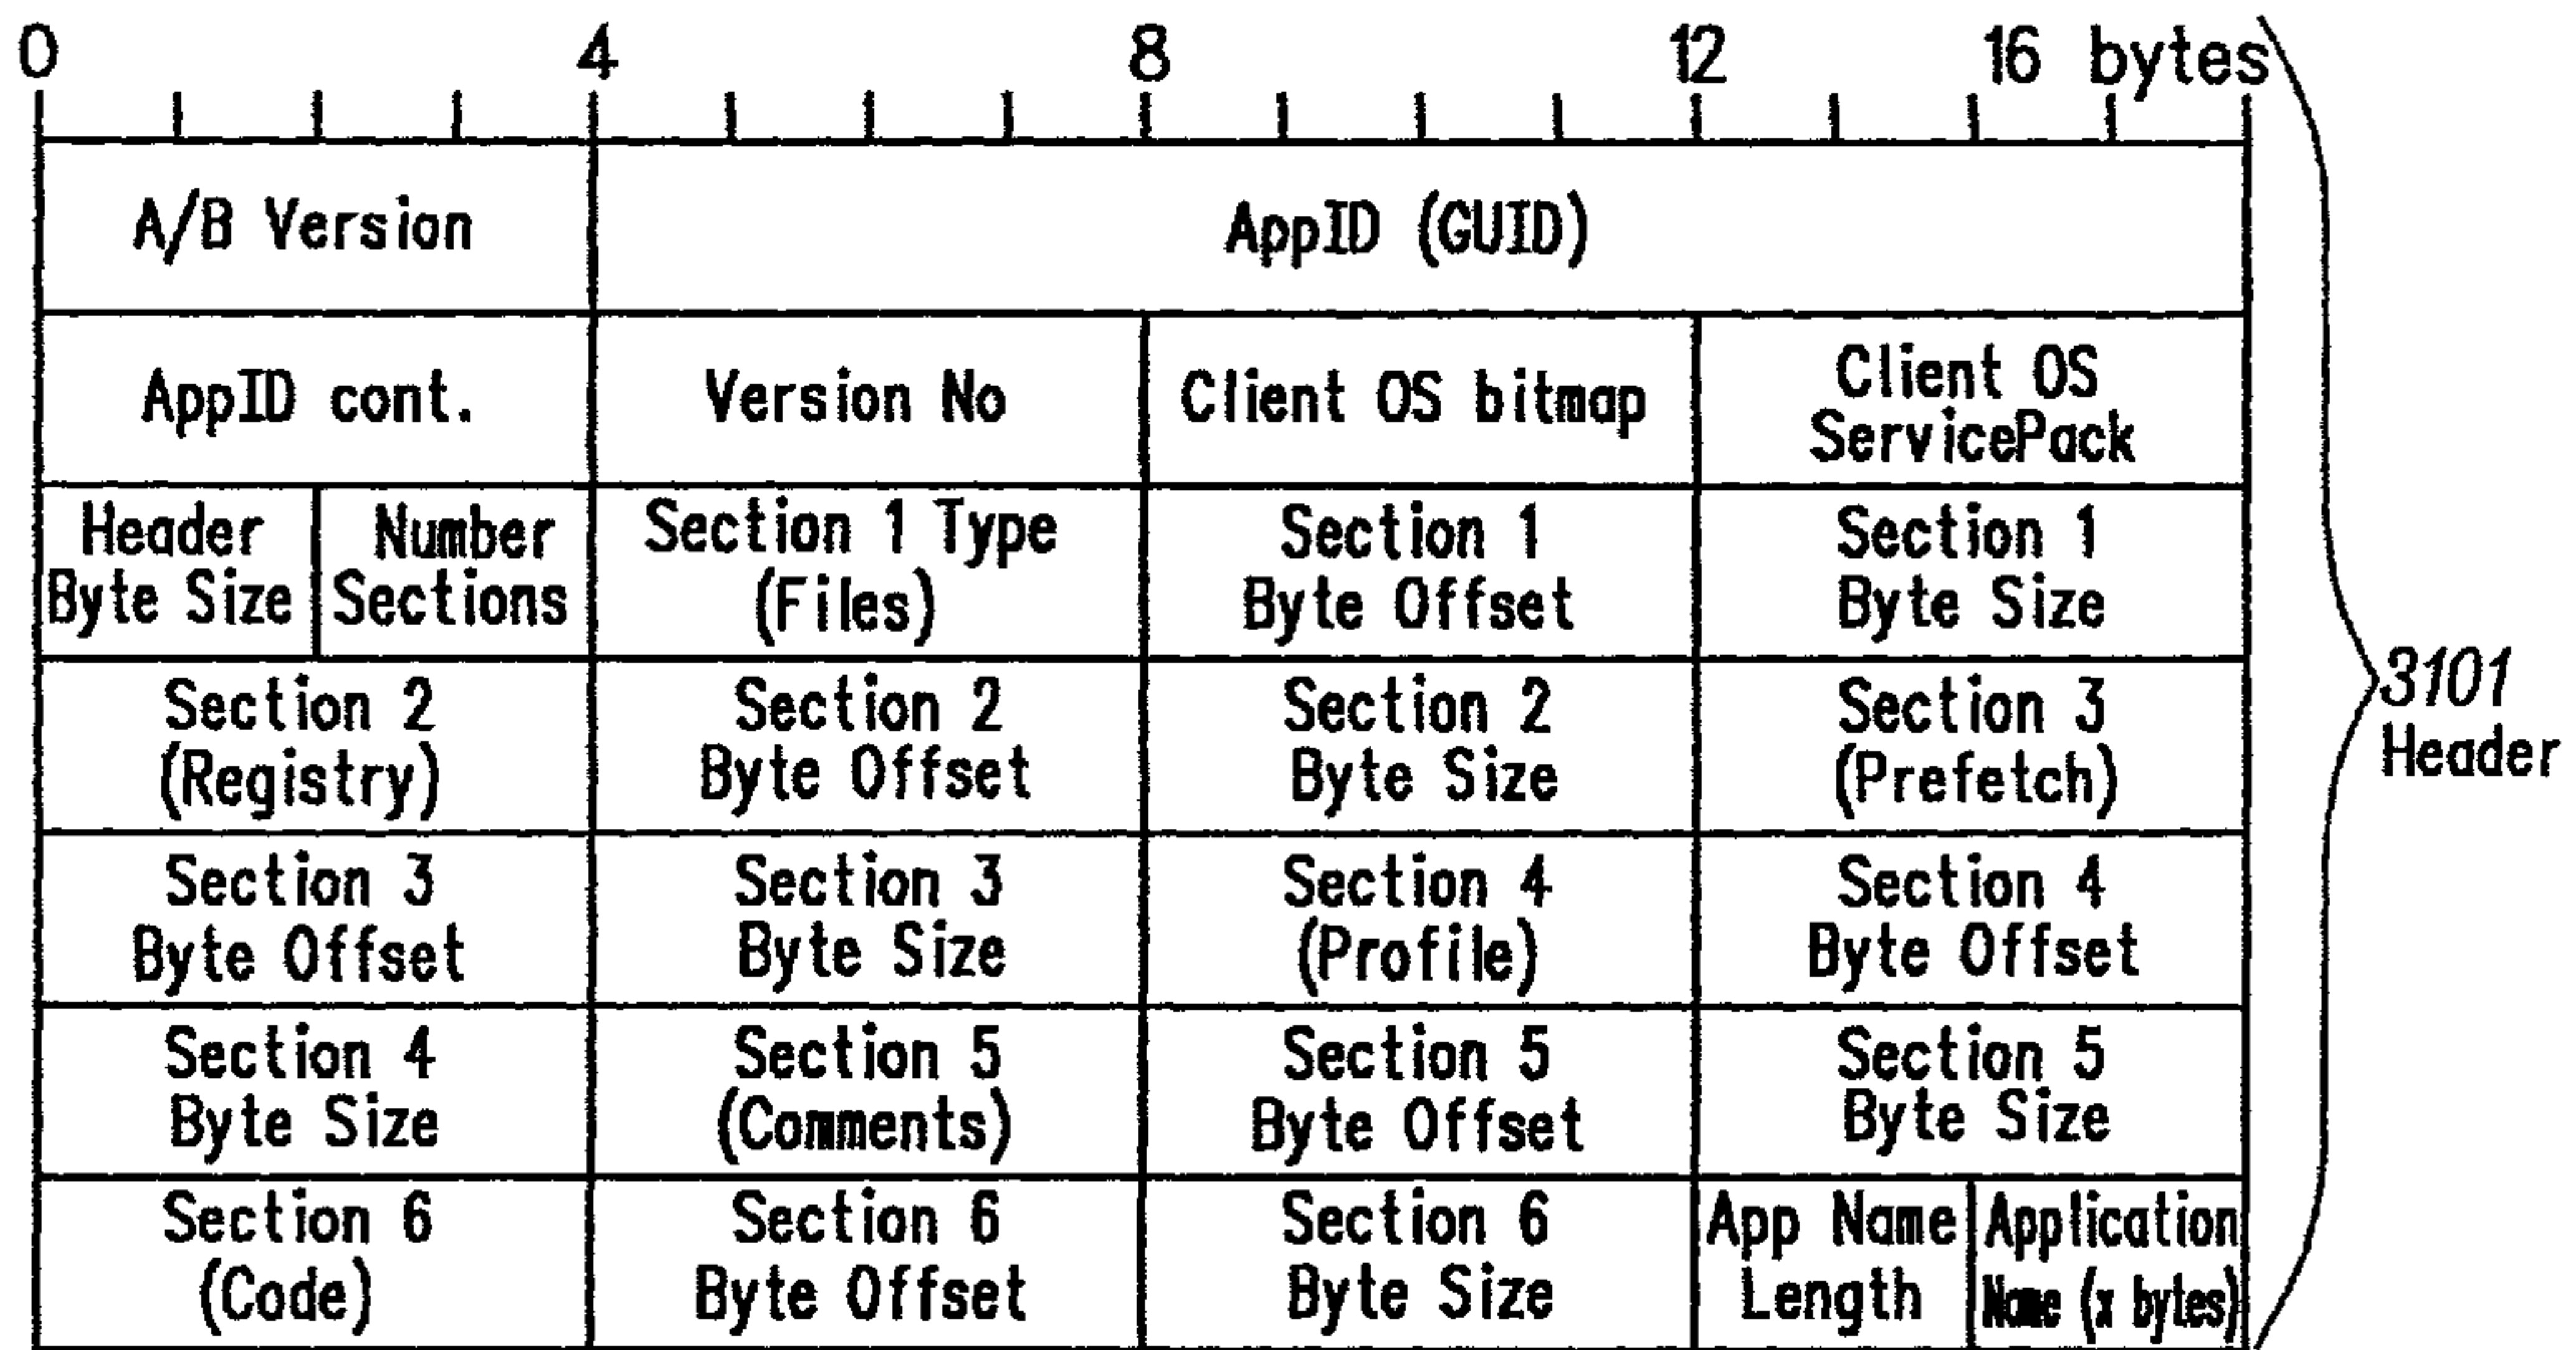 0 4 8 12 16 bytes
A/B Version AppID (GUID)
AppID cont. Version No Client OS bitmap Client OS
ServicePack
Header Number Section 1 Type Section 1 Section 1
Byte Size Sections (Files) Byte Offset Byte Size
Section 2 Section 2 Section 2 Section 3
(Registry) Byte Offset Byte Size (Prefetch)
3101
Header
Section 3 Section 3 Section 4 Section 4
Byte Offset Byte Size (Profile) Byte Offset
Section 4 Section 5 Section 5 Section 5
Byte Size (Comments) Byte Offset Byte Size
Section 6 Section 6 Section 6 App Name Application
(Code) Byte Offset Byte Size Length Name (x bytes)